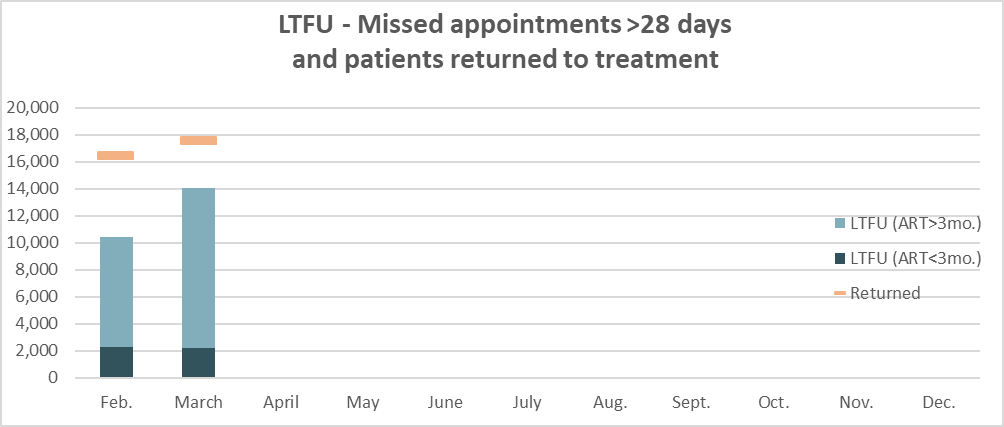 LTFU - Missed appointments >28 days
and patients returned to treatment
20,000
18,000
16,000
14,000
12,000
10,000
8,000
6,000
4,000
2,000
0
LTFU (ART>3mo.)
LTFU (ART<3mo.)
Returned
Feb. March April May June July Aug. Sept. Oct. Nov. Dec.